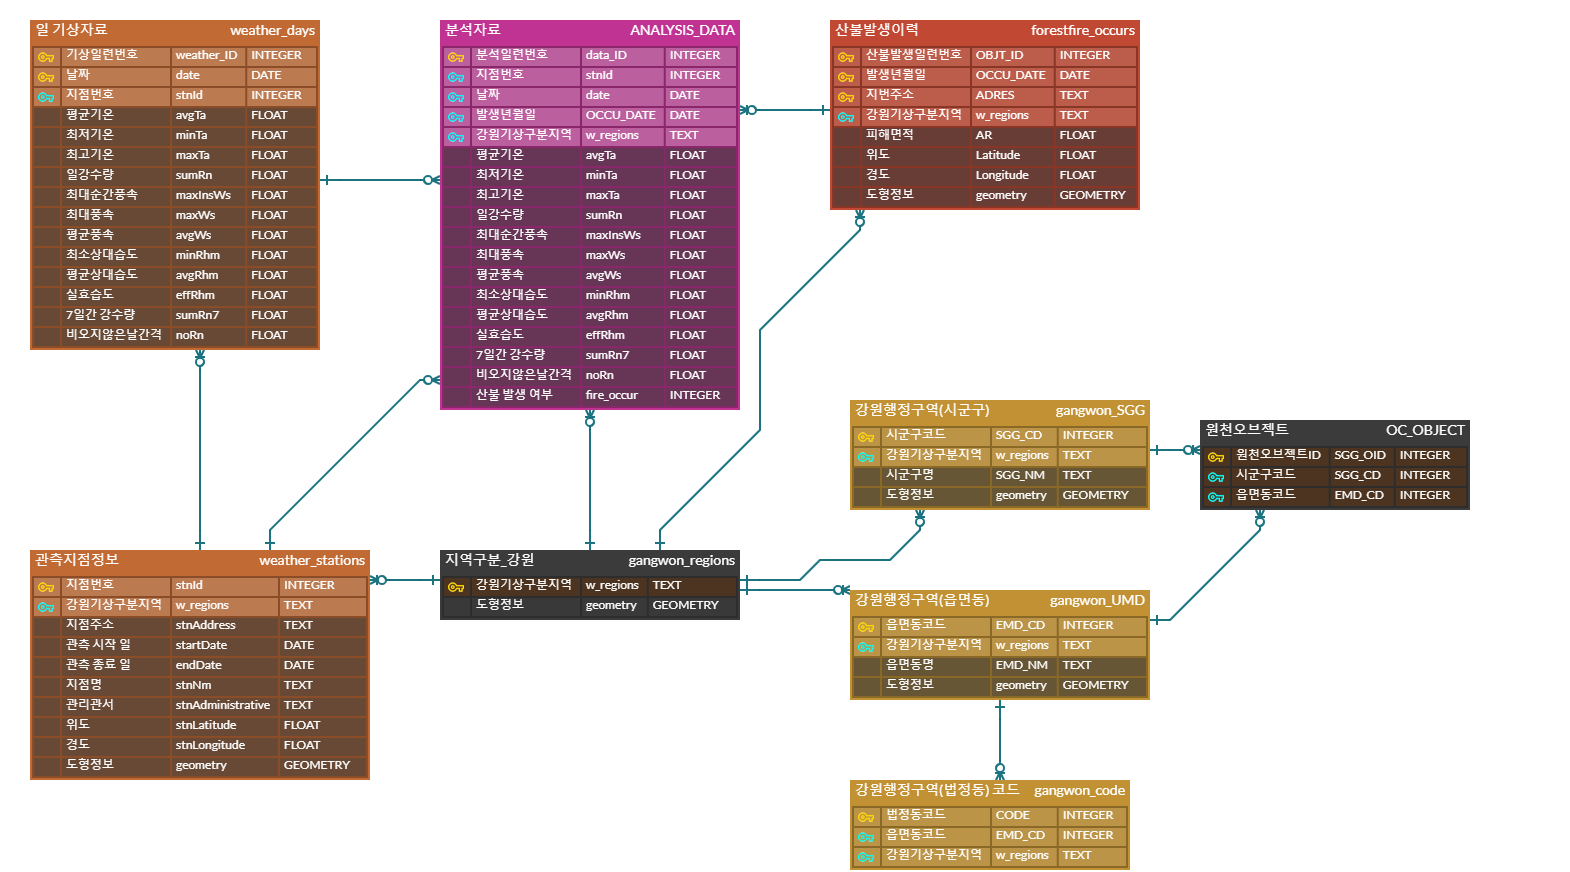 일 기상자료 weather_days
기상일련번호 weather_ID INTEGER
날짜 date DATE
지점번호 stnId INTEGER
평균기온 avgTa FLOAT
최저기온 minTa FLOAT
최고기온 maxTa FLOAT
일강수량 sumRn FLOAT
최대순간풍속 maxInsWs FLOAT
최대풍속 maxWs FLOAT
평균풍속 avgWs FLOAT
최소상대습도 minRhm FLOAT
평균상대습도 avgRhm FLOAT
실효습도 effRhm FLOAT
7일간 강수량 sumRn7 FLOAT
비오지않은날간격 noRn FLOAT
분석자료 ANALYSIS_DATA
분석일련번호 data_ID INTEGER
지점번호 stnId INTEGER
날짜 date DATE
발생년월일 OCCU_DATE DATE
강원기상구분지역 w_regions TEXT
평균기온 avgTa FLOAT
최저기온 minTa FLOAT
최고기온 maxTa FLOAT
일강수량 sumRn FLOAT
최대순간풍속 maxInsWs FLOAT
최대풍속 maxWs FLOAT
평균풍속 avgWs FLOAT
최소상대습도 minRhm FLOAT
평균상대습도 avgRhm FLOAT
실효습도 effRhm FLOAT
7일간 강수량 sumRn7 FLOAT
비오지않은날간격 noRn FLOAT
산불 발생 여부 fire_occur INTEGER
산불발생이력 forestfire_occurs
산불발생일련번호 OBJT_ID INTEGER
발생년월일 OCCU_DATE DATE
지번주소 ADRES TEXT
강원기상구분지역 w_regions TEXT
피해면적 AR FLOAT
위도 Latitude FLOAT
경도 Longitude FLOAT
도형정보 geometry GEOMETRY
강원행정구역(시군구) gangwon_SGG
시군구코드 SGG_CD INTEGER
강원기상구분지역 w_regions TEXT
시군구명 SGG_NM TEXT
도형정보 geometry GEOMETRY
원천오브젝트 OC_OBJECT
원천오브젝트ID SGG_OID INTEGER
시군구코드 SGG_CD INTEGER
읍면동코드 EMD_CD INTEGER
관측지점정보 weather_stations
지점번호 stnId INTEGER
강원기상구분지역 w_regions TEXT
지점주소 stnAddress TEXT
관측 시작 일 startDate DATE
관측 종료 일 endDate DATE
지점명 stnNm TEXT
관리관서 stnAdministrative TEXT
위도 stnLatitude FLOAT
경도 stnLongitude FLOAT
도형정보 geometry GEOMETRY
지역구분_강원 gangwon_regions
강원기상구분지역 w_regions TEXT
도형정보 geometry GEOMETRY
강원행정구역(읍면동) gangwon_UMD
읍면동코드 EMD_CD INTEGER
강원기상구분지역 w_regions TEXT
읍면동명 EMD_NM TEXT
도형정보 geometry GEOMETRY
강원행정구역(법정동) 코드 gangwon_code
법정동코드 CODE INTEGER
읍면동코드 EMD_CD INTEGER
강원기상구분지역 w_regions TEXT